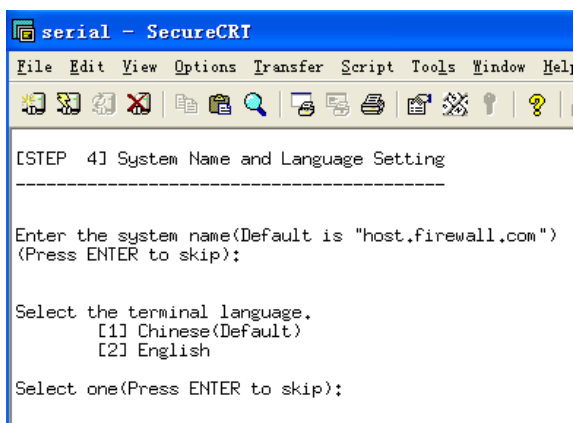 serial - SecureCRT
File Edit View Options Transfer Script Tools Window Help
[STEP  4] System Name and Language Setting
-------------------------------------------
Enter the system name(Default is "host.firewall.com")
(Press ENTER to skip):
Select the terminal language.
[1] Chinese(Default)
[2] English
Select one(Press ENTER to skip):